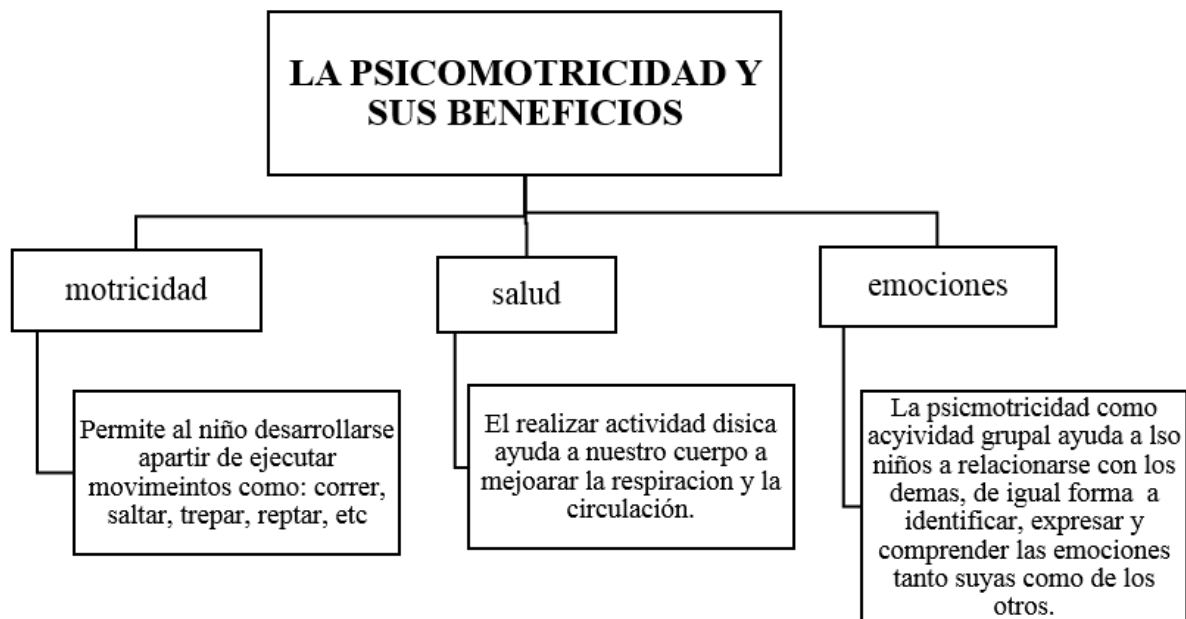 LA PSICOMOTRICIDAD Y
SUS BENEFICIOS
motricidad
Permite al niño desarrollarse
apartir de ejecutar
movimeintos como: correr,
saltar, trepar, reptar, etc
salud
El realizar actividad disica
ayuda a nuestro cuerpo a
mejoarar la respiracion y la
circulación.
emociones
La psicmotricidad como
acyividad grupal ayuda a lso
niños a relacionarse con los
demas, de igual forma a
identificar, expresar y
comprender las emociones
tanto suyas como de los
otros.